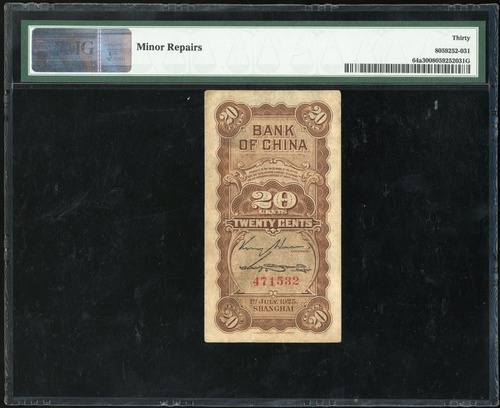 PMG
Minor Repairs
Thirty
8059252-031
64a3008059252031G
20 20
BANK
OF CHINA
20
CENTS
TWENTY CENTS
471532
1st JULY, 1925.
SHANGHAI
20 20